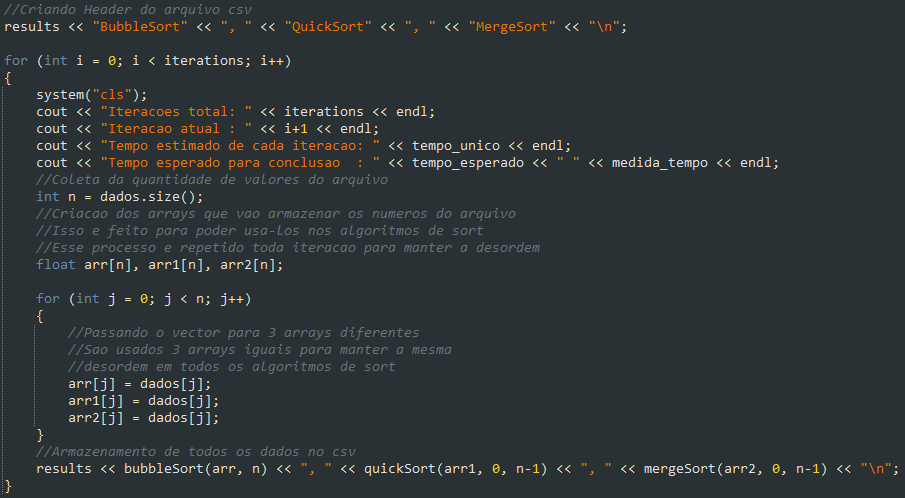 //Criando Header do arquivo csv
results << "BubbleSort" << ", " << "QuickSort" << ", " << "MergeSort" << "\n";
for (int i = 0; i < iterations; i++)
{
system("cls");
cout << "Iteracoes total: " << iterations << endl;
cout << "Iteracao atual : " << i+1 << endl;
cout << "Tempo estimado de cada iteracao: " << tempo_unico << endl;
cout << "Tempo esperado para conclusao  : " << tempo_esperado << " " << medida_tempo << endl;
//Coleta da quantidade de valores do arquivo
int n = dados.size();
//Criacao dos arrays que vao armazenar os numeros do arquivo
//Isso e feito para poder usa-los nos algoritmos de sort
//Esse processo e repetido toda iteracao para manter a desordem
float arr[n], arr1[n], arr2[n];
for (int j = 0; j < n; j++)
{
//Passando o vector para 3 arrays diferentes
//Sao usados 3 arrays iguais para manter a mesma
//desordem em todos os algoritmos de sort
arr[j] = dados[j];
arr1[j] = dados[j];
arr2[j] = dados[j];
}
//Armazenamento de todos os dados no csv
results << bubbleSort(arr, n) << ", " << quickSort(arr1, 0, n-1) << ", " << mergeSort(arr2, 0, n-1) << "\n";
}